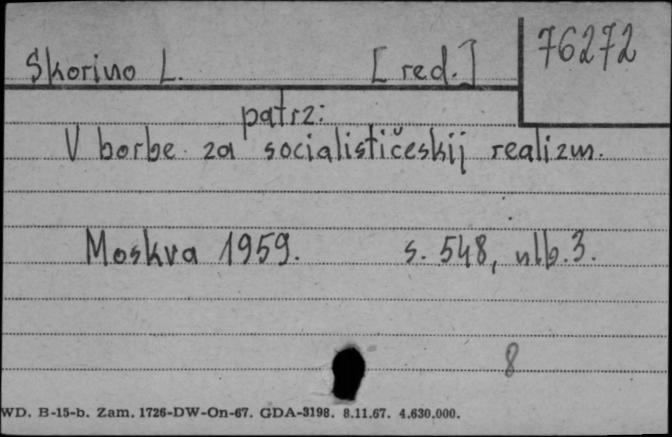 76272
Skorino L. [red.]
patrz:
V borbe za socialističeskij realizm.
Moskva 1959. s. 548, nlb. 3.
8
WD. B-15-b. Zam. 1726-DW-On-67. GDA-3198. 8.11.67. 4.630.000.